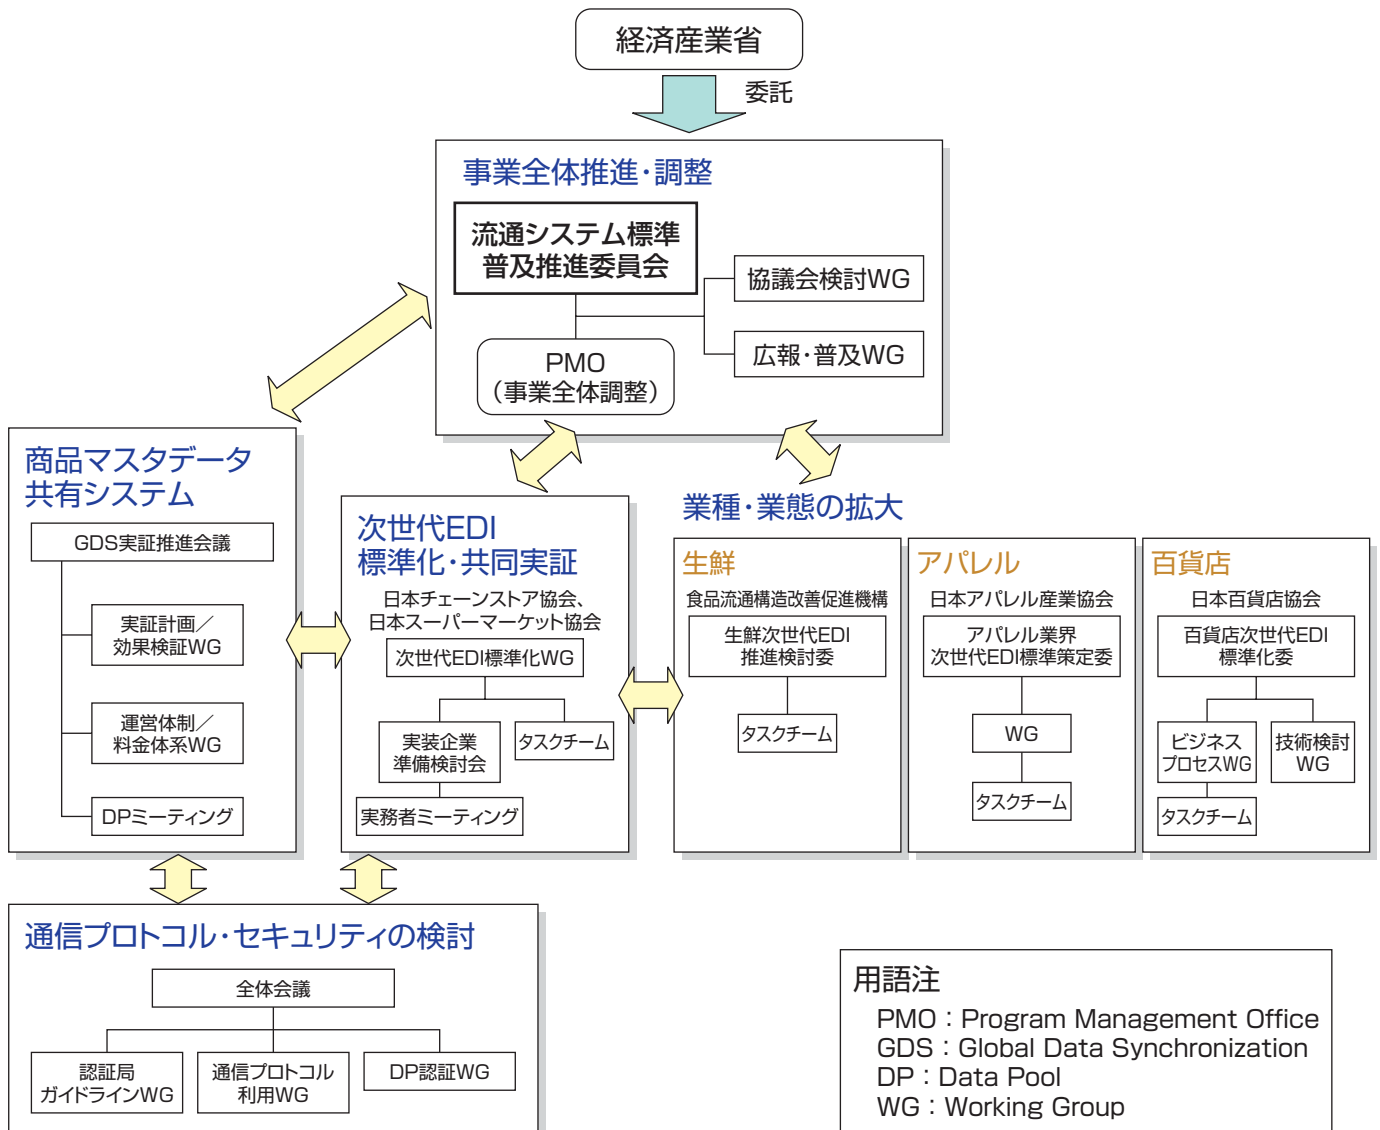 経済産業省
委託
事業全体推進・調整
流通システム標準
普及推進委員会
協議会検討WG
広報・普及WG
PMO
（事業全体調整）
商品マスタデータ
共有システム
GDS実証推進会議
実証計画／
効果検証WG
運営体制／
料金体系WG
DPミーティング
次世代EDI
標準化・共同実証
日本チェーンストア協会、
日本スーパーマーケット協会
次世代EDI標準化WG
実装企業
準備検討会
タスクチーム
実務者ミーティング
業種・業態の拡大
生鮮
食品流通構造改善促進機構
生鮮次世代EDI
推進検討委
タスクチーム
アパレル
日本アパレル産業協会
アパレル業界
次世代EDI標準策定委
WG
タスクチーム
百貨店
日本百貨店協会
百貨店次世代EDI
標準化委
ビジネス
プロセスWG
技術検討
WG
タスクチーム
通信プロトコル・セキュリティの検討
全体会議
認証局
ガイドラインWG
通信プロトコル
利用WG
DP認証WG
用語注
PMO：Program Management Office
GDS：Global Data Synchronization
DP：Data Pool
WG：Working Group